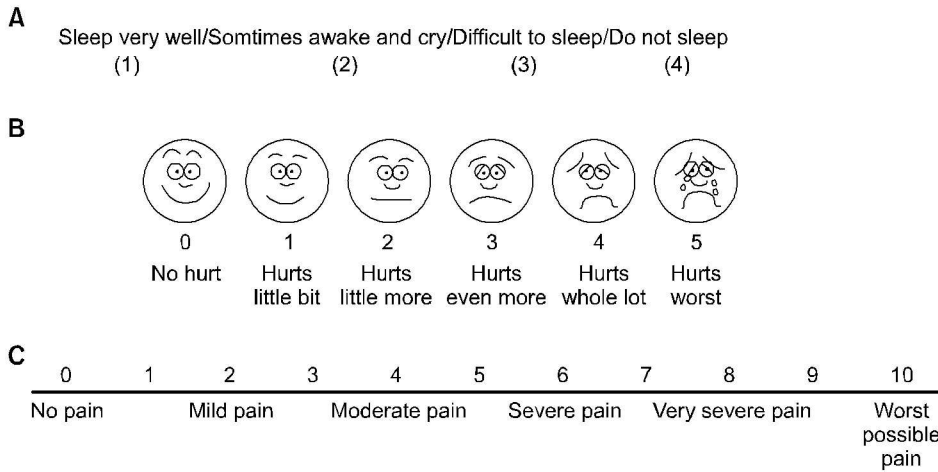 A
Sleep very well/Somtimes awake and cry/Difficult to sleep/Do not sleep
(1) (2) (3) (4)
B
0 1 2 3 4 5
No hurt Hurts Hurts Hurts Hurts Hurts
little bit little more even more whole lot worst
C
0 1 2 3 4 5 6 7 8 9 10
No pain Mild pain Moderate pain Severe pain Very severe pain Worst
possible
pain